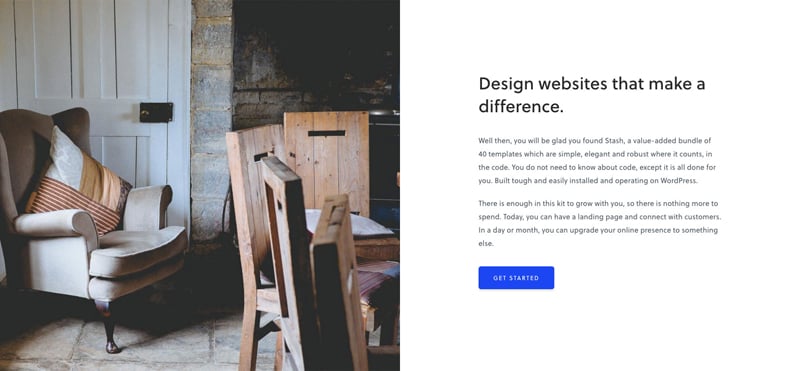 Design websites that make a
difference.
Well then, you will be glad you found Stash, a value-added bundle of
40 templates which are simple, elegant and robust where it counts, in
the code. You do not need to know about code, except it is all done for
you. Built tough and easily installed and operating on WordPress.
There is enough in this kit to grow with you, so there is nothing more to
spend. Today, you can have a landing page and connect with customers.
In a day or month, you can upgrade your online presence to something
else.
GET STARTED